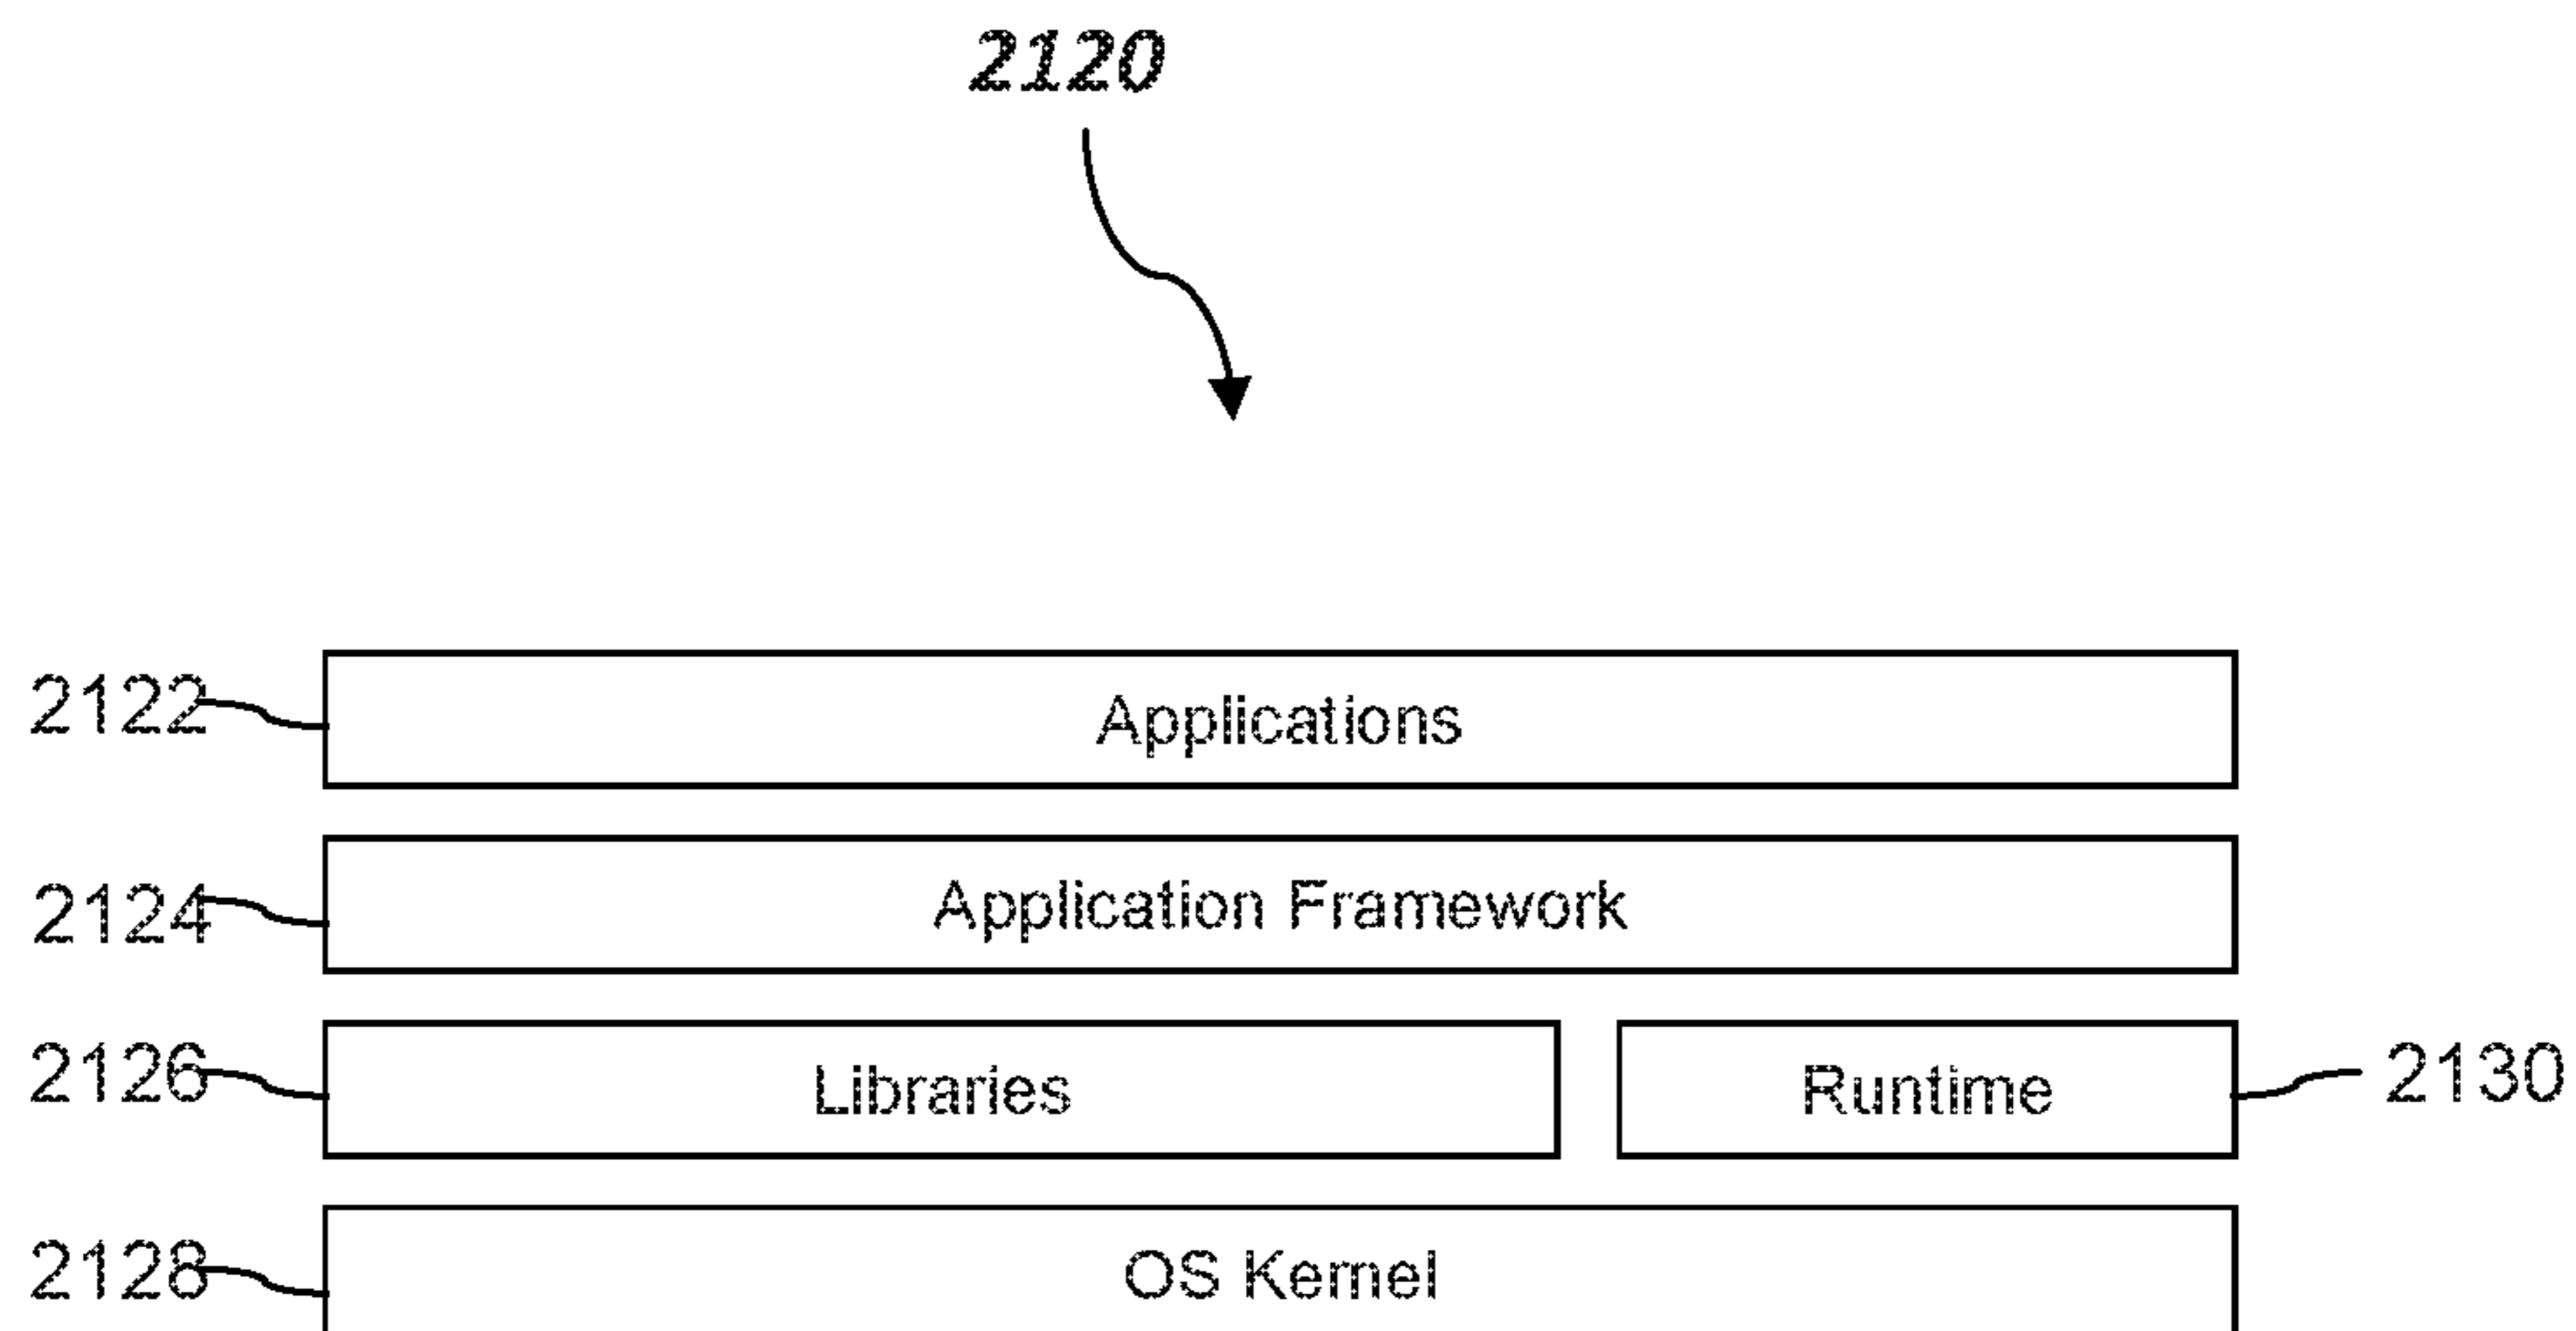 2120
2122 Applications
2124 Application Framework
2126 Libraries Runtime 2130
2128 OS Kernel